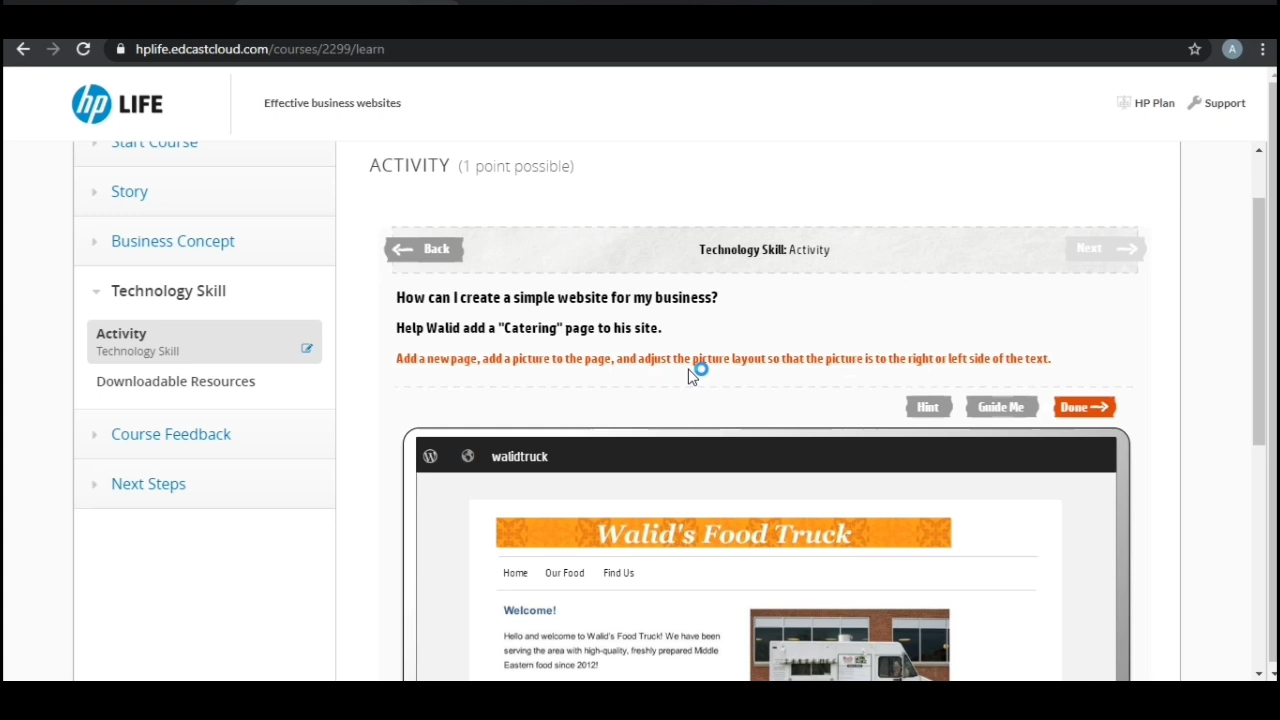 hplife.edcastcloud.com/courses/2299/learn
A
hp LIFE
Effective business websites
HP Plan
Support
Start Course
Story
Business Concept
Technology Skill
Activity
Technology Skill
Downloadable Resources
Course Feedback
Next Steps
ACTIVITY (1 point possible)
Back
Technology Skill: Activity
Next
How can I create a simple website for my business?
Help Walid add a "Catering" page to his site.
Add a new page, add a picture to the page, and adjust the picture layout so that the picture is to the right or left side of the text.
Hint
Guide Me
Done
walidtruck
Walid's Food Truck
Home Our Food Find Us
Welcome!
Hello and welcome to Walid's Food Truck! We have been
serving the area with high-quality, freshly prepared Middle
Eastern food since 2012!